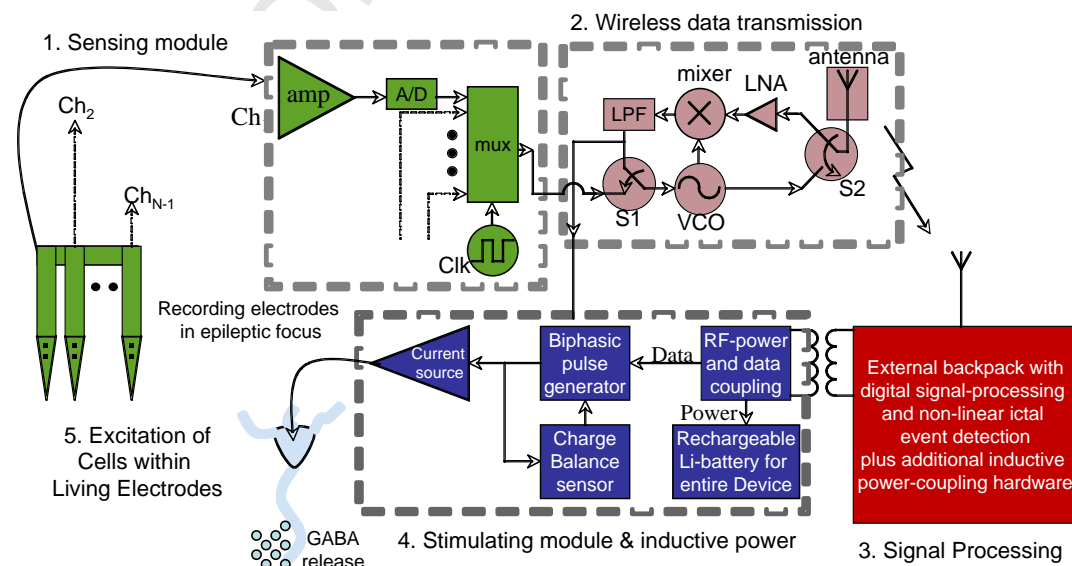 1. Sensing module
2. Wireless data transmission
Ch2
ChN-1
Ch
amp
A/D
mux
Clk
Recording electrodes
in epileptic focus
antenna
mixer
LNA
LPF
S1
VCO
S2
Current
source
Biphasic
pulse
generator
Data
RF-power
and data
coupling
Power
Charge
Balance
sensor
Rechargeable
Li-battery for
entire Device
External backpack with
digital signal-processing
and non-linear ictal
event detection
plus additional inductive
power-coupling hardware
5. Excitation of
Cells within
Living Electrodes
GABA
release
4. Stimulating module & inductive power
3. Signal Processing